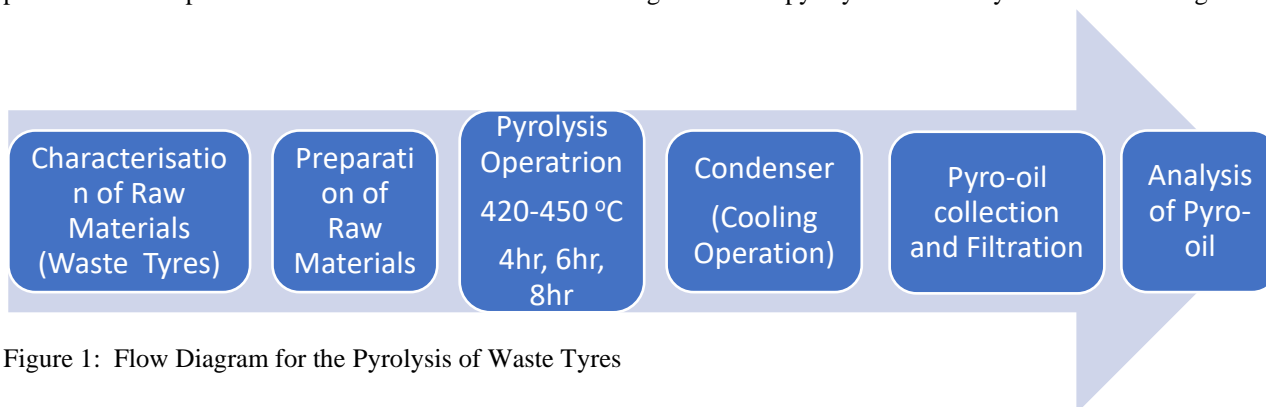 Characterisatio
n of Raw
Materials
(Waste Tyres)
Preparati
on of
Raw
Materials
Pyrolysis
Operatrion
420-450 °C
4hr, 6hr,
8hr
Condenser
(Cooling
Operation)
Pyro-oil
collection
and Filtration
Analysis
of Pyro-
oil
Figure 1: Flow Diagram for the Pyrolysis of Waste Tyres